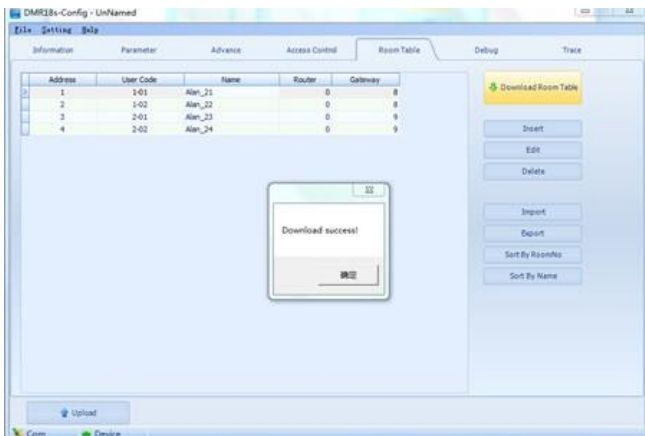 DMR18s-Config - UnNamed
File Setting Help
Information Parameter Advance Access Control Room Table Debug Trace
Address User Code Name Router Gateway
1 1-01 Alan_21 0 8
2 1-02 Alan_22 0 8
3 2-01 Alan_23 0 9
4 2-02 Alan_24 0 9
Download Room Table
Insert
Edit
Delete
Download success!
确定
Import
Export
Sort By RoomNo
Sort By Name
Upload
Com Device